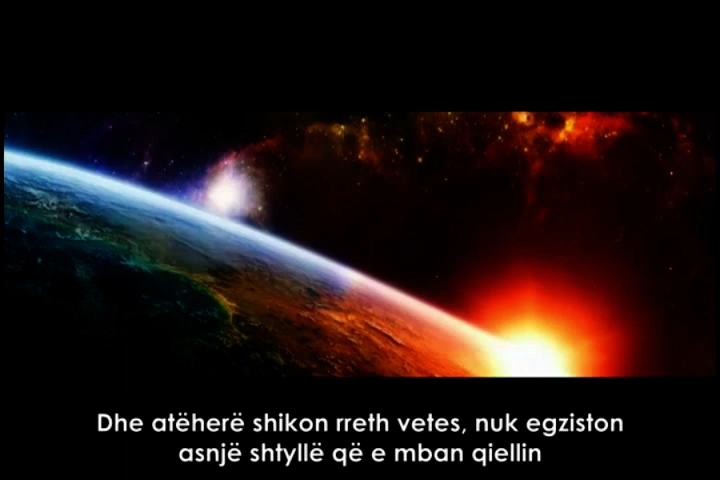 Dhe atëherë shikon rreth vetes, nuk egziston
asnjë shtyllë që e mban qiellin